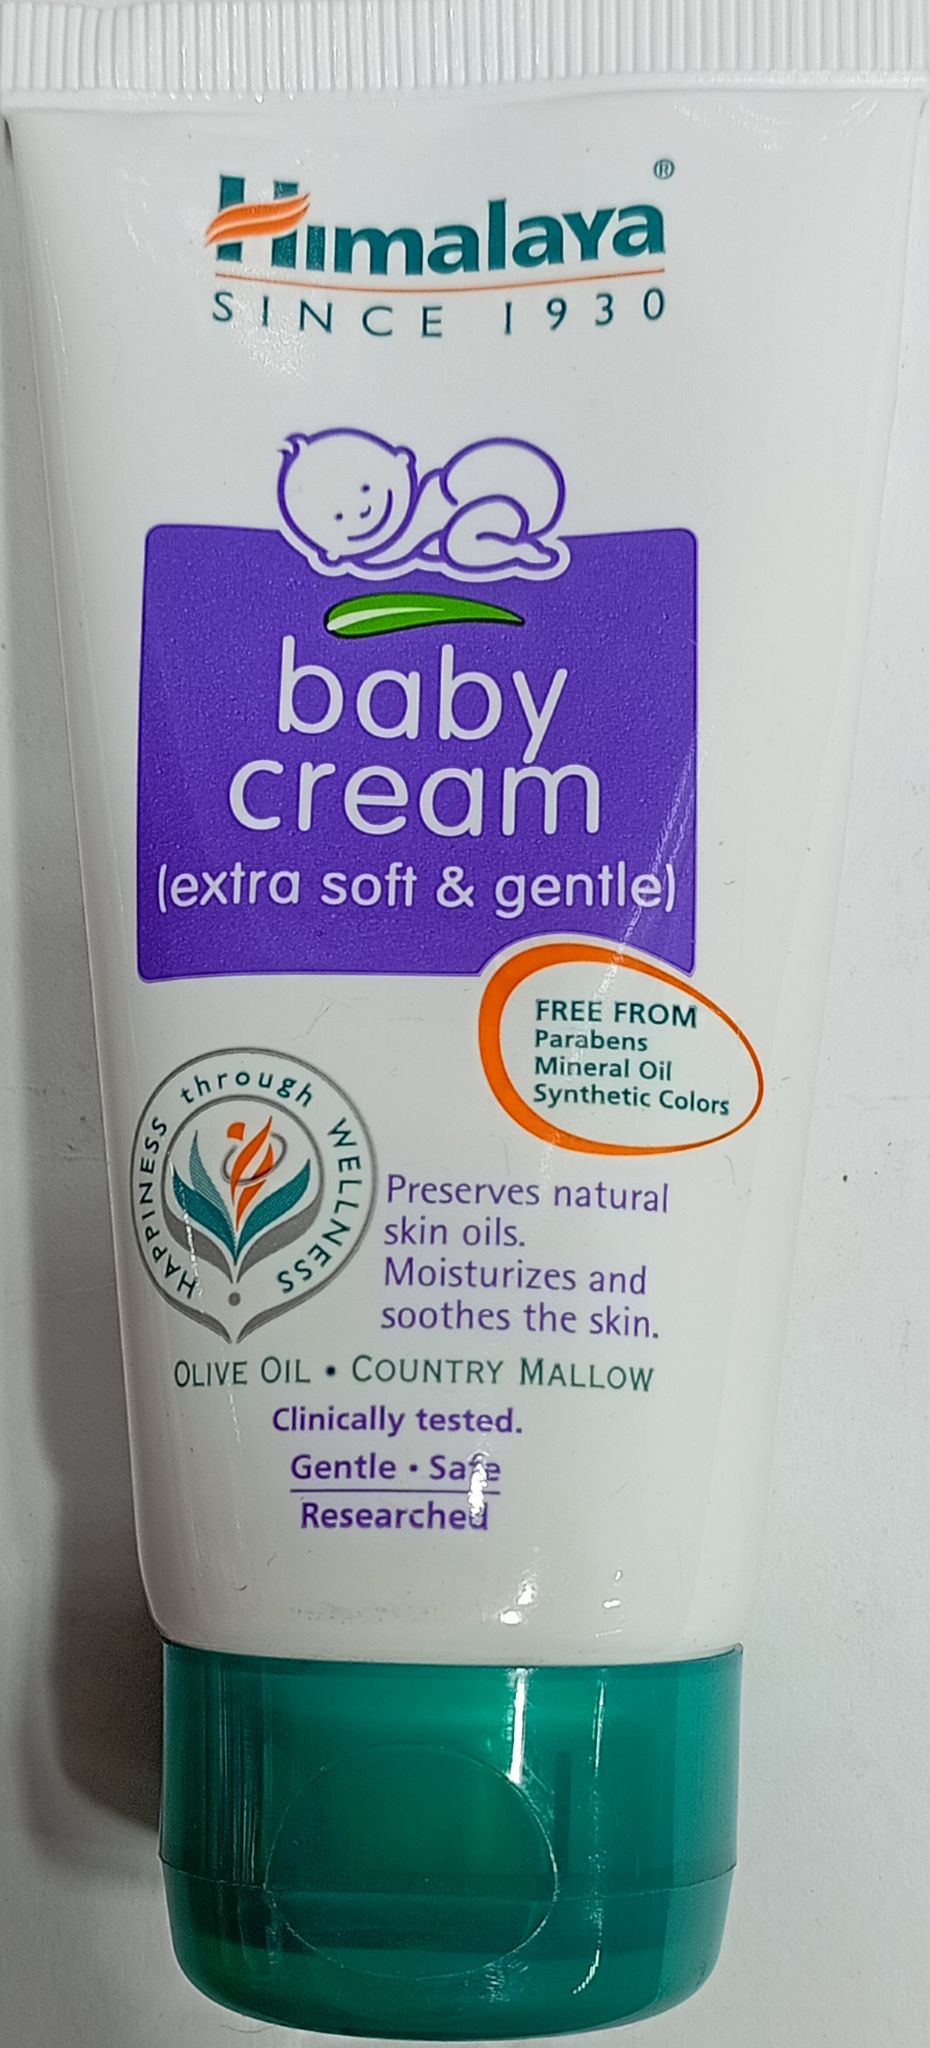 Himalaya®
SINCE 1930
baby
cream
(extra soft & gentle)
FREE FROM
Parabens
Mineral Oil
Synthetic Colors
HAPPINESS through WELLNESS
Preserves natural
skin oils.
Moisturizes and
soothes the skin.
OLIVE OIL • COUNTRY MALLOW
Clinically tested.
Gentle • Safe
Researched